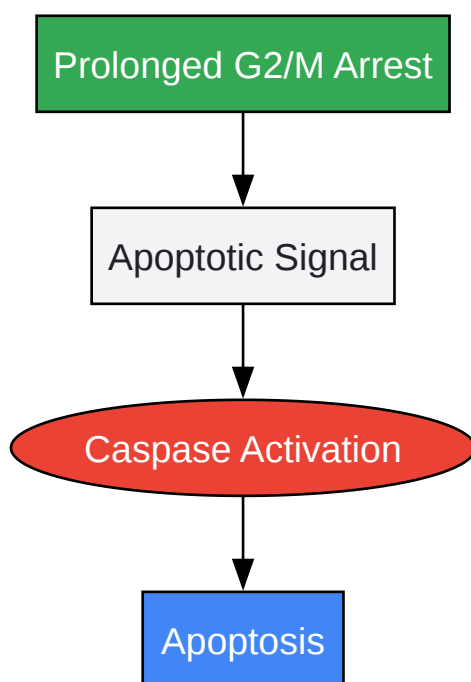 Prolonged G2/M Arrest
Apoptotic Signal
Caspase Activation
Apoptosis